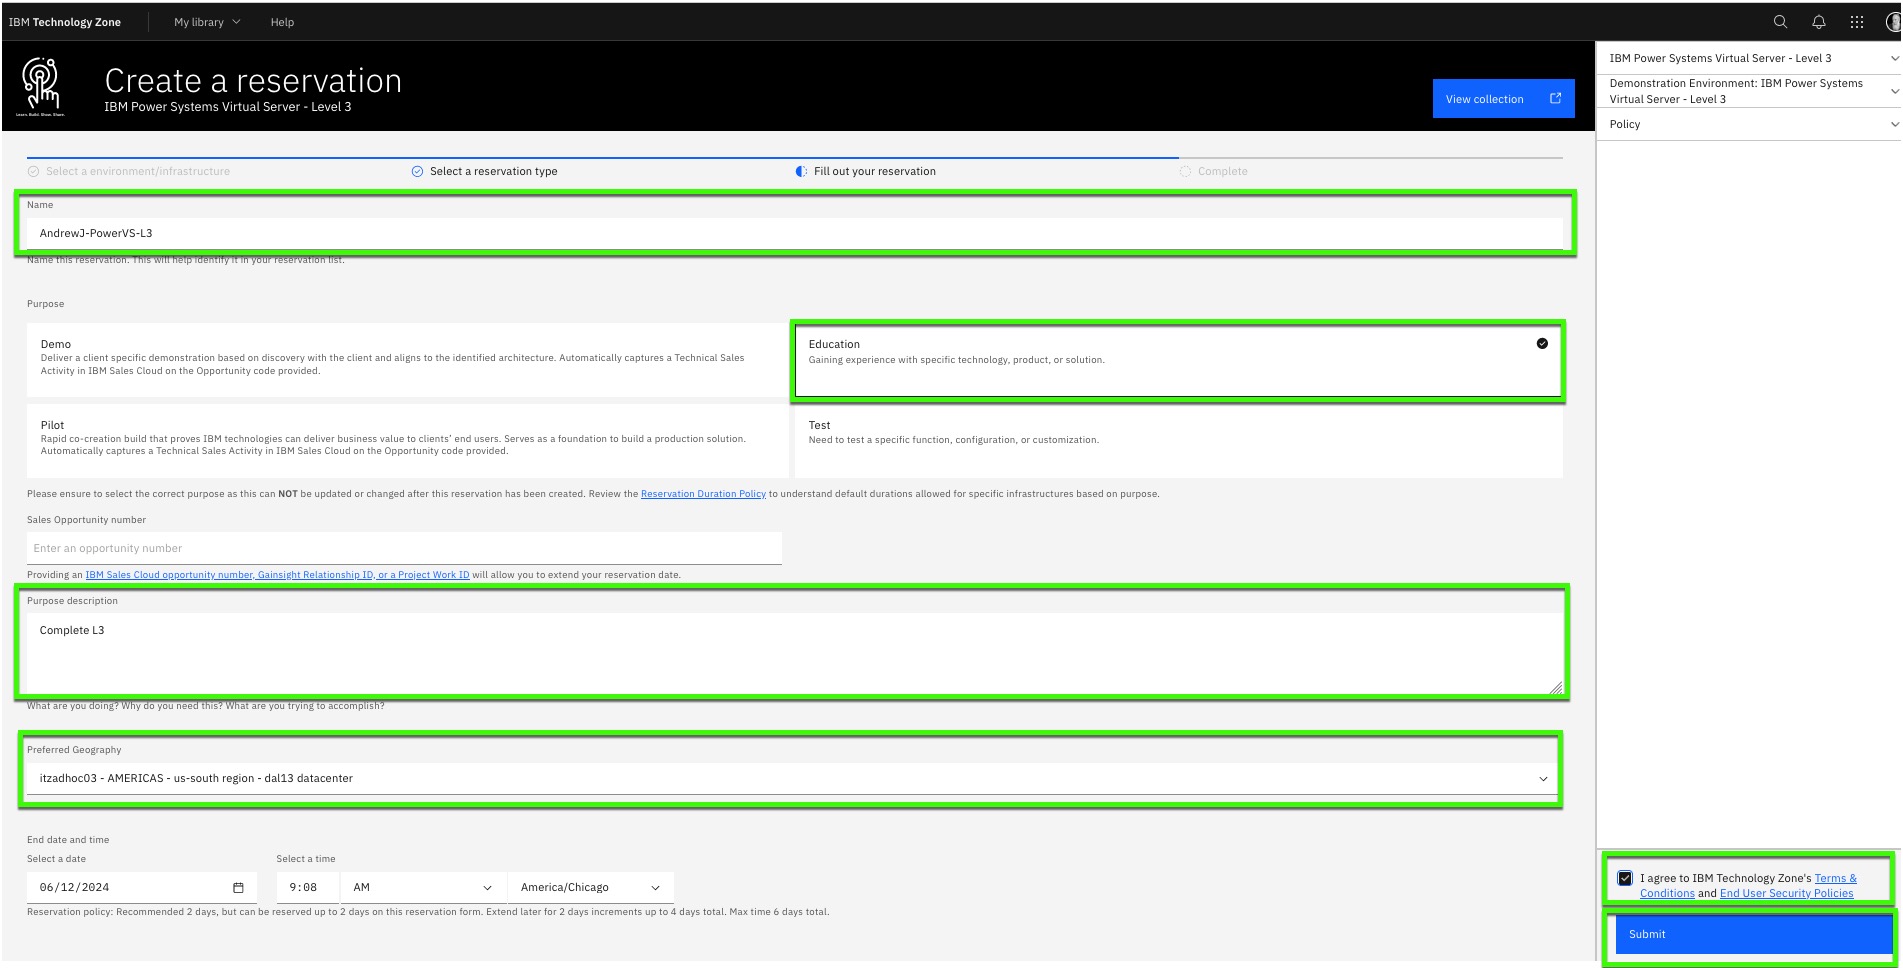 IBM Technology Zone
My library
Help
Create a reservation
IBM Power Systems Virtual Server - Level 3
Learn. Build. Show. Share.
View collection
Select a environment/infrastructure
Select a reservation type
Fill out your reservation
Complete
Name
AndrewJ-PowerVS-L3
Name this reservation. This will help identify it in your reservation list.
Purpose
Demo
Deliver a client specific demonstration based on discovery with the client and aligns to the identified architecture. Automatically captures a Technical Sales
Activity in IBM Sales Cloud on the Opportunity code provided.
Education
Gaining experience with specific technology, product, or solution.
Pilot
Rapid co-creation build that proves IBM technologies can deliver business value to clients' end users. Serves as a foundation to build a production solution.
Automatically captures a Technical Sales Activity in IBM Sales Cloud on the Opportunity code provided.
Test
Need to test a specific function, configuration, or customization.
Please ensure to select the correct purpose as this can NOT be updated or changed after this reservation has been created. Review the Reservation Duration Policy to understand default durations allowed for specific infrastructures based on purpose.
Sales Opportunity number
Enter an opportunity number
Providing an IBM Sales Cloud opportunity number, Gainsight Relationship ID, or a Project Work ID will allow you to extend your reservation date.
Purpose description
Complete L3
What are you doing? Why do you need this? What are you trying to accomplish?
Preferred Geography
itzadhoc03 - AMERICAS - us-south region - dal13 datacenter
End date and time
Select a date
Select a time
06/12/2024
9:08
AM
America/Chicago
Reservation policy: Recommended 2 days, but can be reserved up to 2 days on this reservation form. Extend later for 2 days increments up to 4 days total. Max time 6 days total.
IBM Power Systems Virtual Server - Level 3
Demonstration Environment: IBM Power Systems
Virtual Server - Level 3
Policy
I agree to IBM Technology Zone's Terms &
Conditions and End User Security Policies
Submit